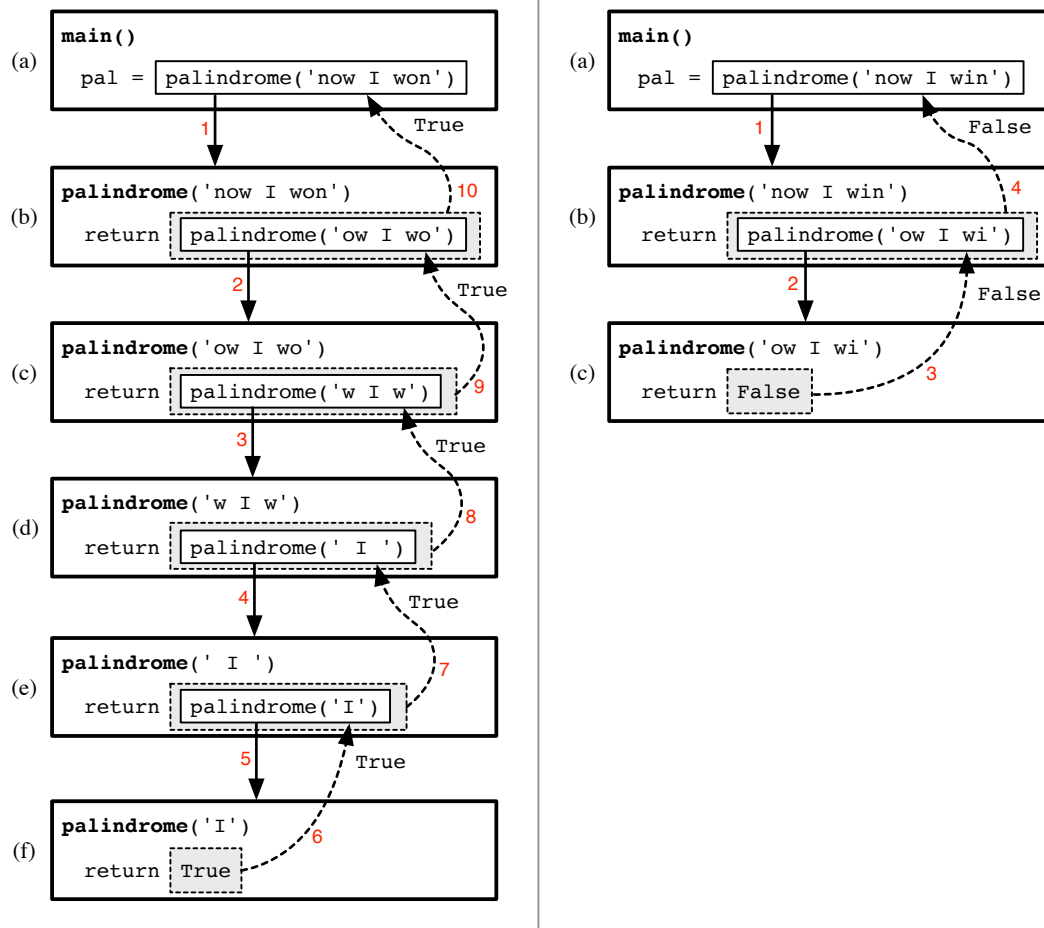 (a)
main()
pal = palindrome('now I won')
1
True
10
(b)
palindrome('now I won')
return palindrome('ow I wo')
2
True
9
(c)
palindrome('ow I wo')
return palindrome('w I w')
3
True
8
(d)
palindrome('w I w')
return palindrome(' I ')
4
True
7
(e)
palindrome(' I ')
return palindrome('I')
5
True
6
(f)
palindrome('I')
return True
(a)
main()
pal = palindrome('now I win')
1
False
4
(b)
palindrome('now I win')
return palindrome('ow I wi')
2
False
3
(c)
palindrome('ow I wi')
return False